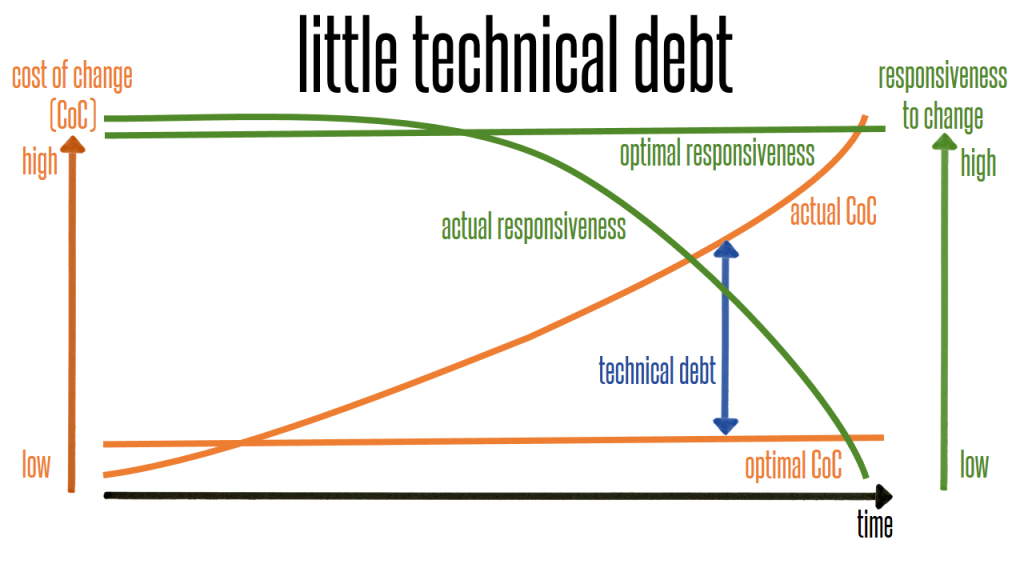 little technical debt
cost of change
(CoC)
high
low
responsiveness
to change
high
low
optimal responsiveness
actual CoC
actual responsiveness
technical debt
optimal CoC
time